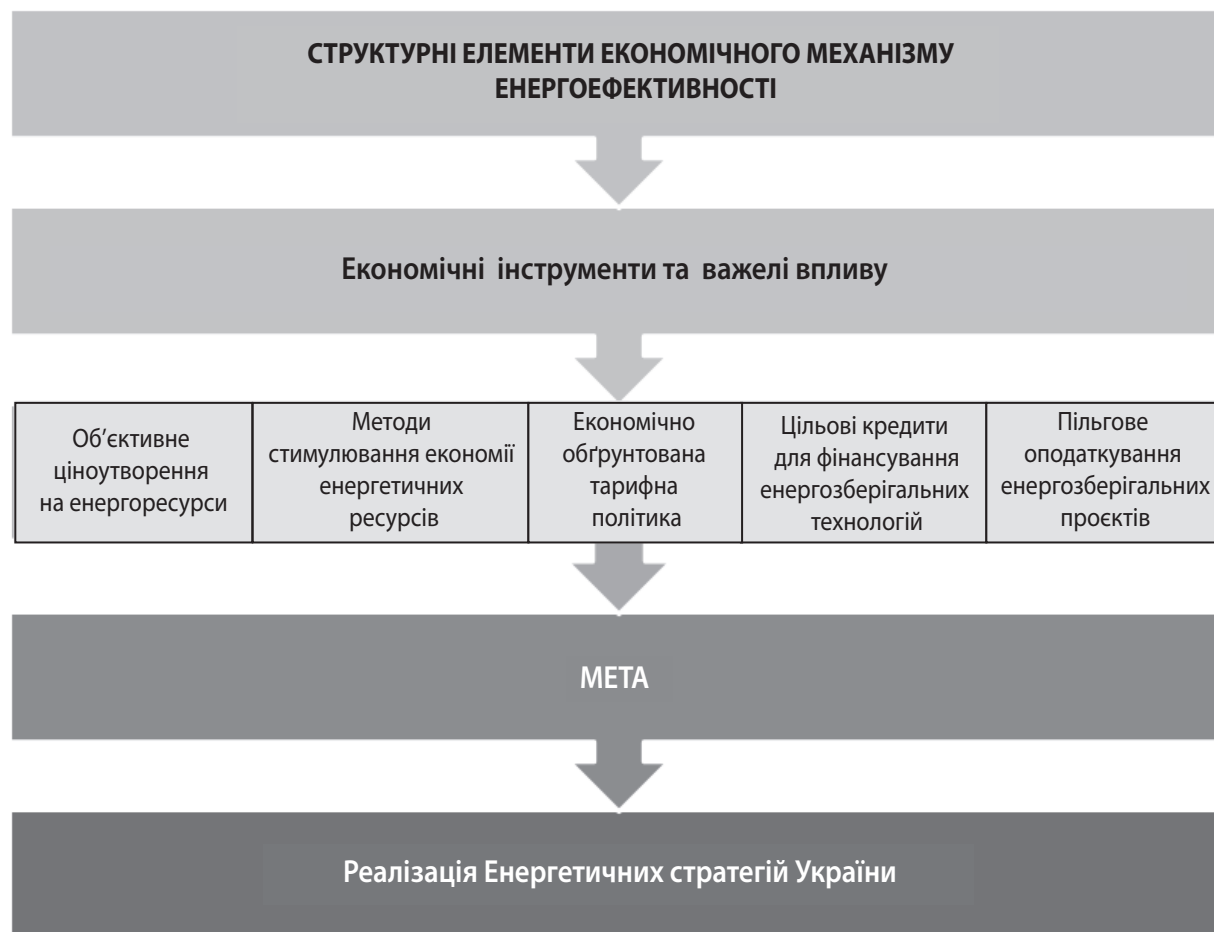 СТРУКТУРНІ ЕЛЕМЕНТИ ЕКОНОМІЧНОГО МЕХАНІЗМУ
ЕНЕРГОЕФЕКТИВНОСТІ
Економічні інструменти та важелі впливу
Об’єктивне
ціноутворення
на енергоресурси
Методи
стимулювання економії
енергетичних
ресурсів
Економічно
обґрунтована
тарифна
політика
Цільові кредити
для фінансування
енергозберігальних
технологій
Пільгове
оподаткування
енергозберігальних
проєктів
МЕТА
Реалізація Енергетичних стратегій України